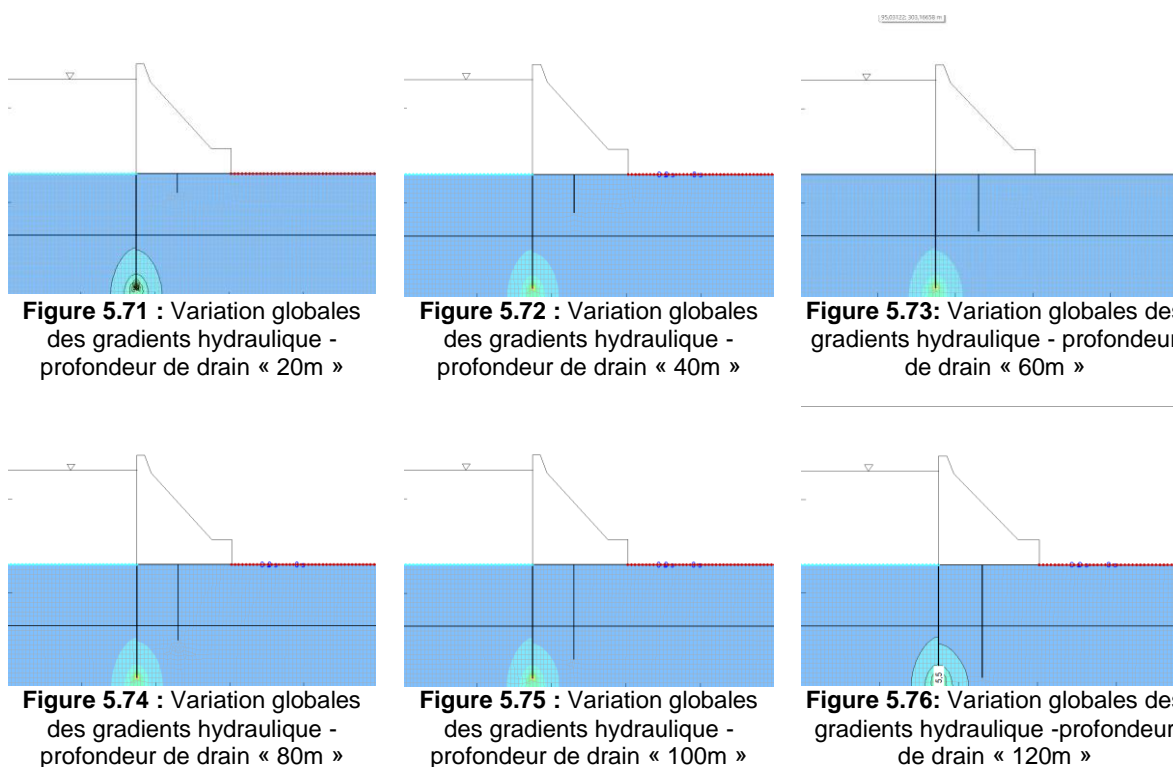 Figure 5.71 : Variation globales
des gradients hydraulique -
profondeur de drain « 20m »
Figure 5.72 : Variation globales
des gradients hydraulique -
profondeur de drain « 40m »
Figure 5.73: Variation globales des
gradients hydraulique - profondeur
de drain « 60m »
Figure 5.74 : Variation globales
des gradients hydraulique -
profondeur de drain « 80m »
Figure 5.75 : Variation globales
des gradients hydraulique -
profondeur de drain « 100m »
5,5
Figure 5.76: Variation globales des
gradients hydraulique -profondeur
de drain « 120m »